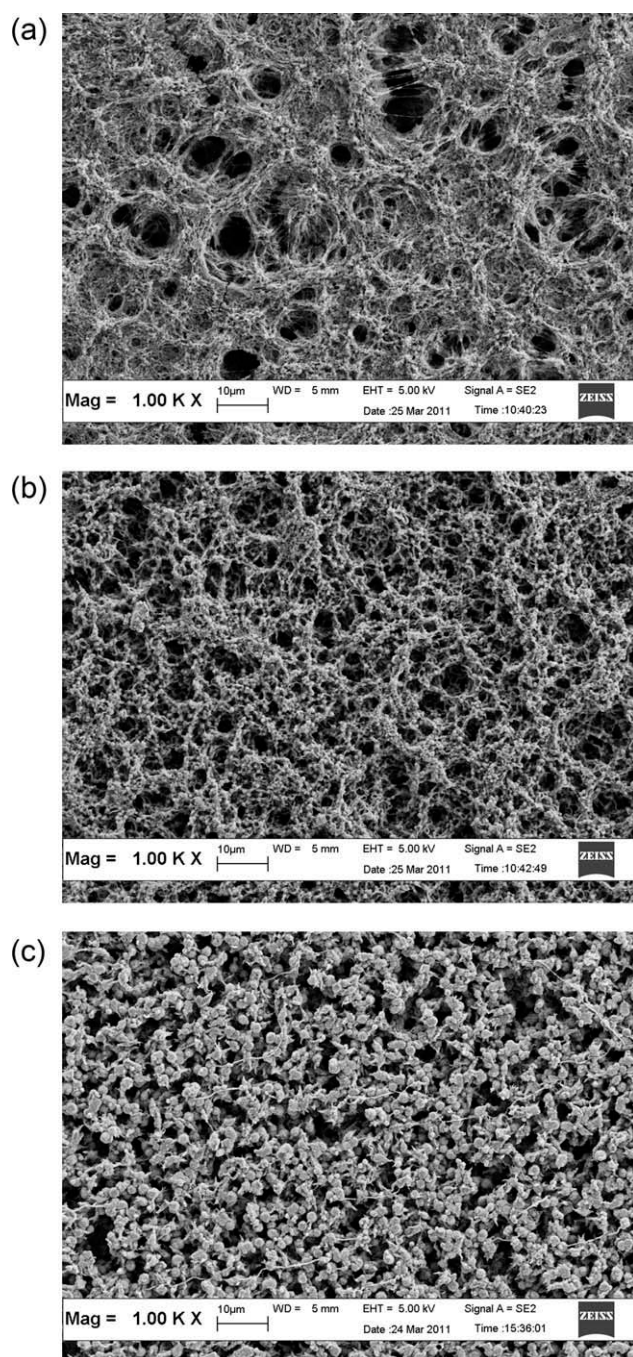 (a)
Mag = 1.00 K X 10µm WD = 5 mm EHT = 5.00 kV Signal A = SE2 ZEISS
Date :25 Mar 2011 Time :10:40:23
(b)
Mag = 1.00 K X 10µm WD = 5 mm EHT = 5.00 kV Signal A = SE2 ZEISS
Date :25 Mar 2011 Time :10:42:49
(c)
Mag = 1.00 K X 10µm WD = 5 mm EHT = 5.00 kV Signal A = SE2 ZEISS
Date :24 Mar 2011 Time :15:36:01